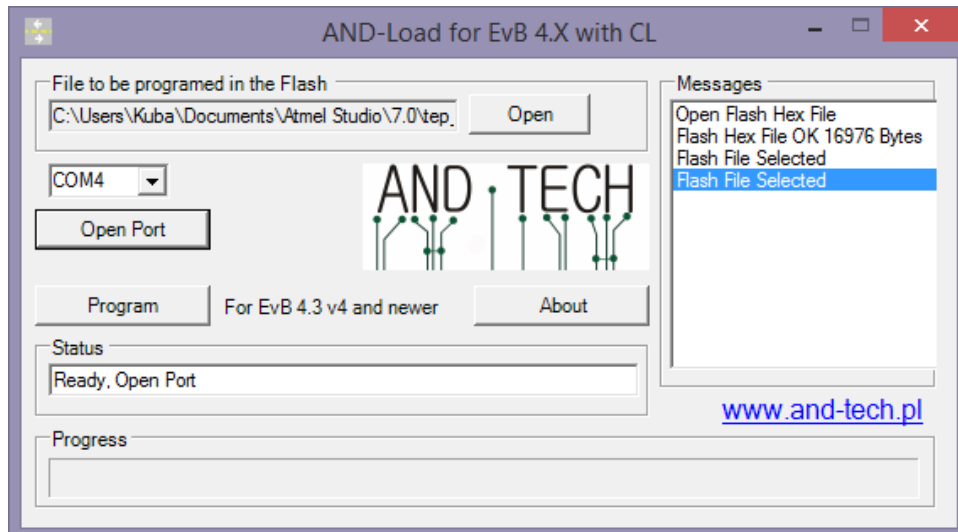 AND-Load for EvB 4.X with CL
File to be programed in the Flash
C:\Users\Kuba\Documents\Atmel Studio\7.0\tep_
Open
COM4
Open Port
AND.TECH
Program
For EvB 4.3 v4 and newer
About
Status
Ready, Open Port
Progress
Messages
Open Flash Hex File
Flash Hex File OK 16976 Bytes
Flash File Selected
Flash File Selected
www.and-tech.pl